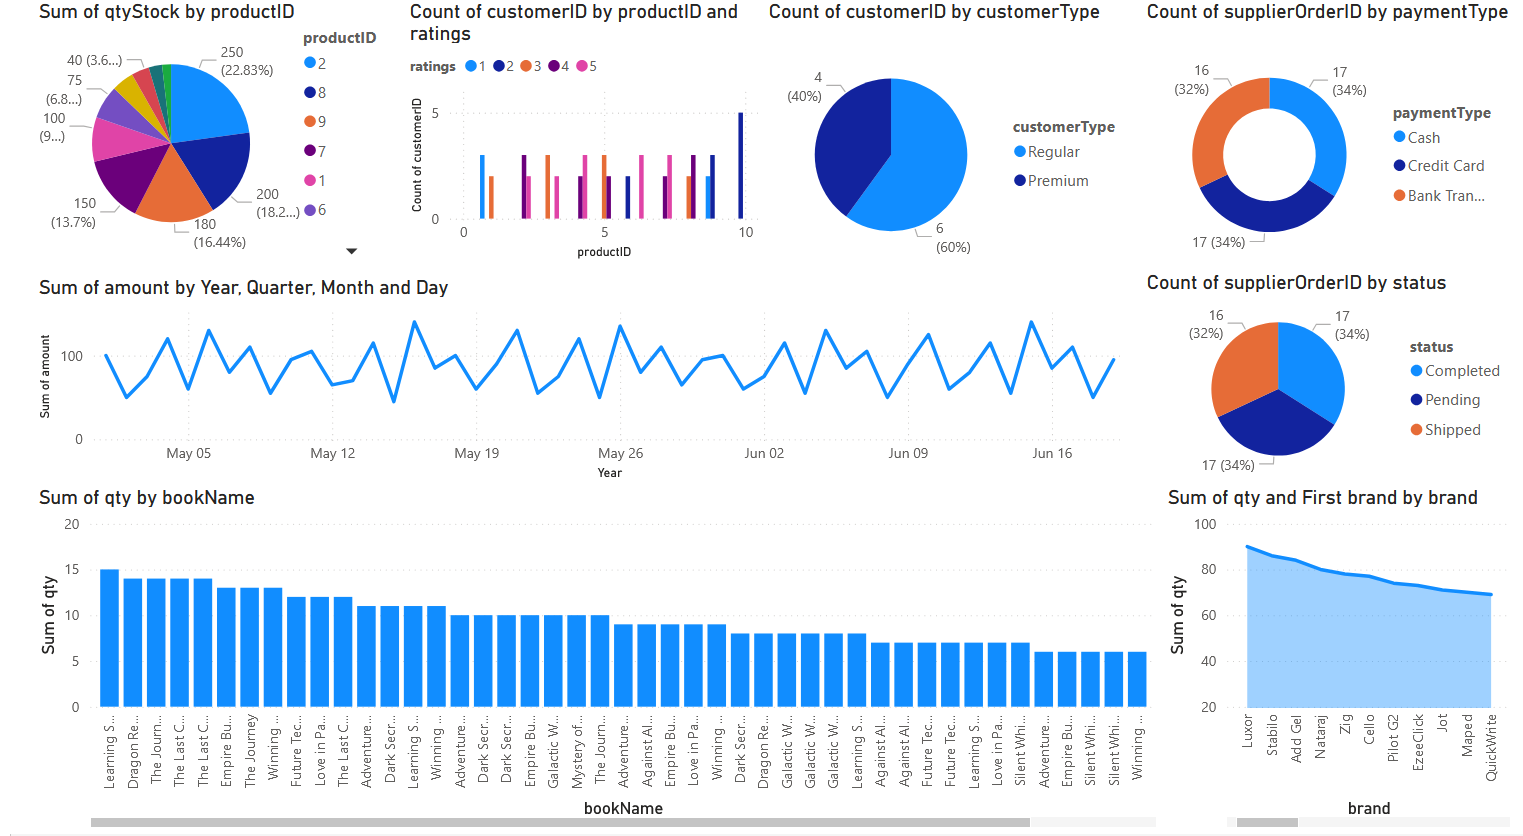 Sum of qtyStock by productID
productID
250
(22.83%)
200
(18.2...)
180
(16.44%)
150
(13.7%)
100
(9...)
75
(6.8...)
40 (3.6...)
2
8
9
7
1
6
Count of customerID by productID and
ratings
ratings 1 2 3 4 5
Count of customerID
5
0
0 5 10
productID
Count of customerID by customerType
4
(40%)
6
(60%)
customerType
Regular
Premium
Count of supplierOrderID by paymentType
16
(32%)
17
(34%)
17 (34%)
paymentType
Cash
Credit Card
Bank Tran...
Sum of amount by Year, Quarter, Month and Day
Sum of amount
100
0
May 05 May 12 May 19 May 26 Jun 02 Jun 09 Jun 16
Year
Count of supplierOrderID by status
16
(32%)
17
(34%)
17 (34%)
status
Completed
Pending
Shipped
Sum of qty by bookName
Sum of qty
20
15
10
5
0
Learning S...
Dragon Re...
The Journ...
The Last C...
The Last C...
Empire Bu...
The Journey
Winning ...
Future Tec...
Love in Pa...
The Last C...
Adventure...
Dark Secr...
Learning S...
Winning ...
Adventure...
Dark Secr...
Dark Secr...
Empire Bu...
Galactic W...
Mystery of...
The Journ...
Adventure...
Against Al...
Empire Bu...
Love in Pa...
Winning ...
Dark Secr...
Dragon Re...
Galactic W...
Galactic W...
Galactic W...
Learning S...
Against Al...
Against Al...
Future Tec...
Future Tec...
Learning S...
Love in Pa...
Silent Whi...
Adventure...
Empire Bu...
Silent Whi...
Silent Whi...
Winning ...
bookName
Sum of qty and First brand by brand
Sum of qty
100
80
60
40
20
Luxor
Stabilo
Add Gel
Nataraj
Zig
Cello
Pilot G2
EzeeClick
Jot
Maped
QuickWrite
brand